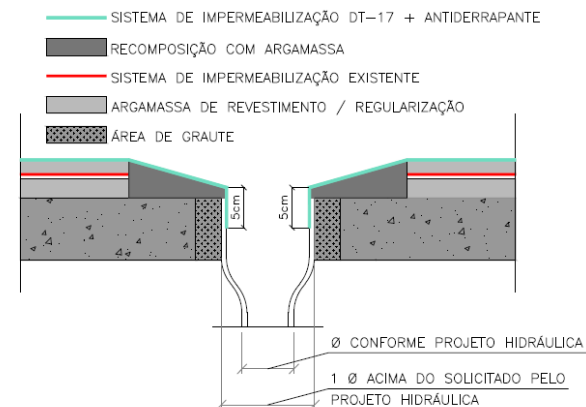 SISTEMA DE IMPERMEABILIZAÇÃO DT-17 + ANTIDERRAPANTE
RECOMPOSIÇÃO COM ARGAMASSA
SISTEMA DE IMPERMEABILIZAÇÃO EXISTENTE
ARGAMASSA DE REVESTIMENTO / REGULARIZAÇÃO
ÁREA DE GRAUTE
5cm
5cm
Ø CONFORME PROJETO HIDRÁULICA
1 Ø ACIMA DO SOLICITADO PELO
PROJETO HIDRÁULICA